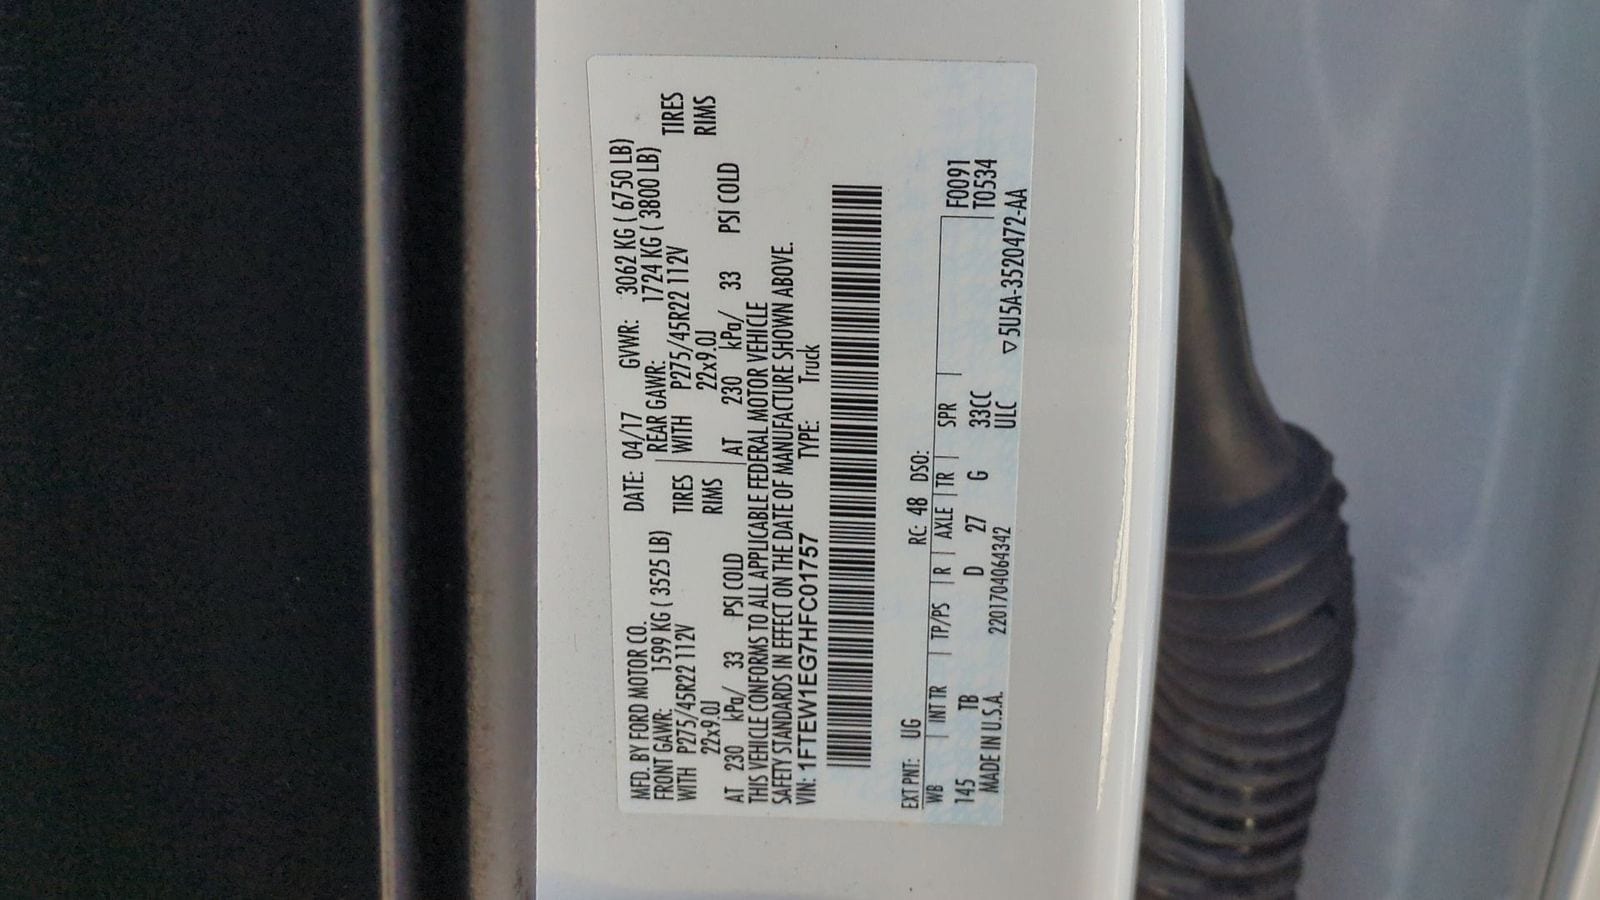 MFD. BY FORD MOTOR CO. DATE: 04/17 GVWR: 3062 KG ( 6750 LB)
FRONT GAWR: 1599 KG ( 3525 LB) REAR GAWR: 1724 KG ( 3800 LB)
WITH P275/45R22 112V TIRES WITH P275/45R22 112V TIRES
22x9.0J RIMS 22x9.0J RIMS
AT 230 kPa/ 33 PSI COLD AT 230 kPa/ 33 PSI COLD
THIS VEHICLE CONFORMS TO ALL APPLICABLE FEDERAL MOTOR VEHICLE
SAFETY STANDARDS IN EFFECT ON THE DATE OF MANUFACTURE SHOWN ABOVE.
VIN: 1FTEW1EG7HFC01757 TYPE: Truck
EXT PNT: UG RC: 48 DSO:
WB INT TR TP/PS R AXLE TR SPR F0091
145 TB D 27 G 33CC T0534
MADE IN U.S.A. 2201704064342 ULC ▽5U5A-3520472-AA